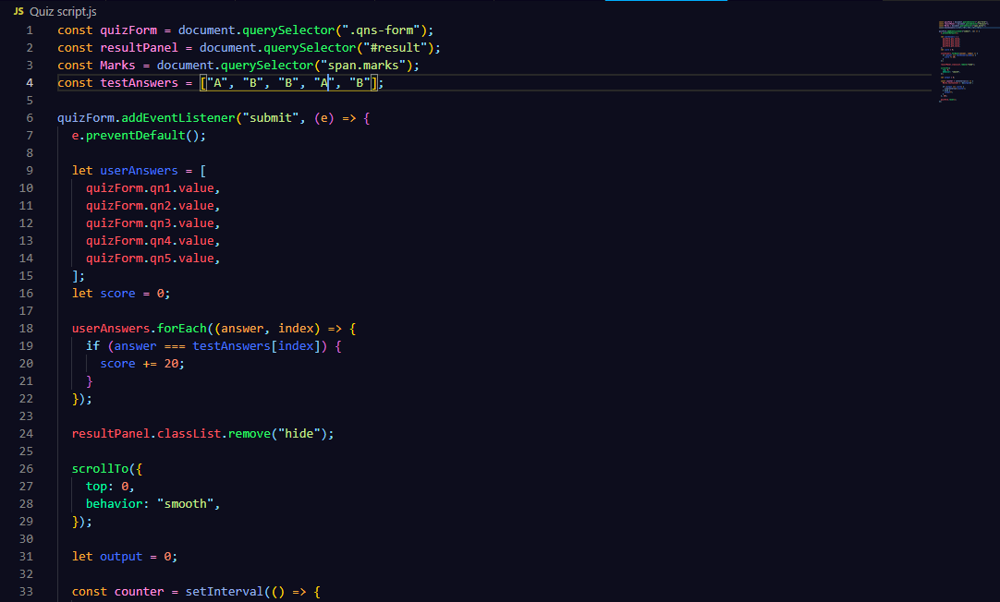 JS Quiz script.js
1 const quizForm = document.querySelector(".qns-form");
2 const resultPanel = document.querySelector("#result");
3 const Marks = document.querySelector("span.marks");
4 const testAnswers = ["A", "B", "B", "A", "B"];
5
6 quizForm.addEventListener("submit", (e) => {
7 e.preventDefault();
8
9 let userAnswers = [
10 quizForm.qn1.value,
11 quizForm.qn2.value,
12 quizForm.qn3.value,
13 quizForm.qn4.value,
14 quizForm.qn5.value,
15 ];
16 let score = 0;
17
18 userAnswers.forEach((answer, index) => {
19 if (answer === testAnswers[index]) {
20 score += 20;
21 }
22 });
23
24 resultPanel.classList.remove("hide");
25
26 scrollTo({
27 top: 0,
28 behavior: "smooth",
29 });
30
31 let output = 0;
32
33 const counter = setInterval(() => {